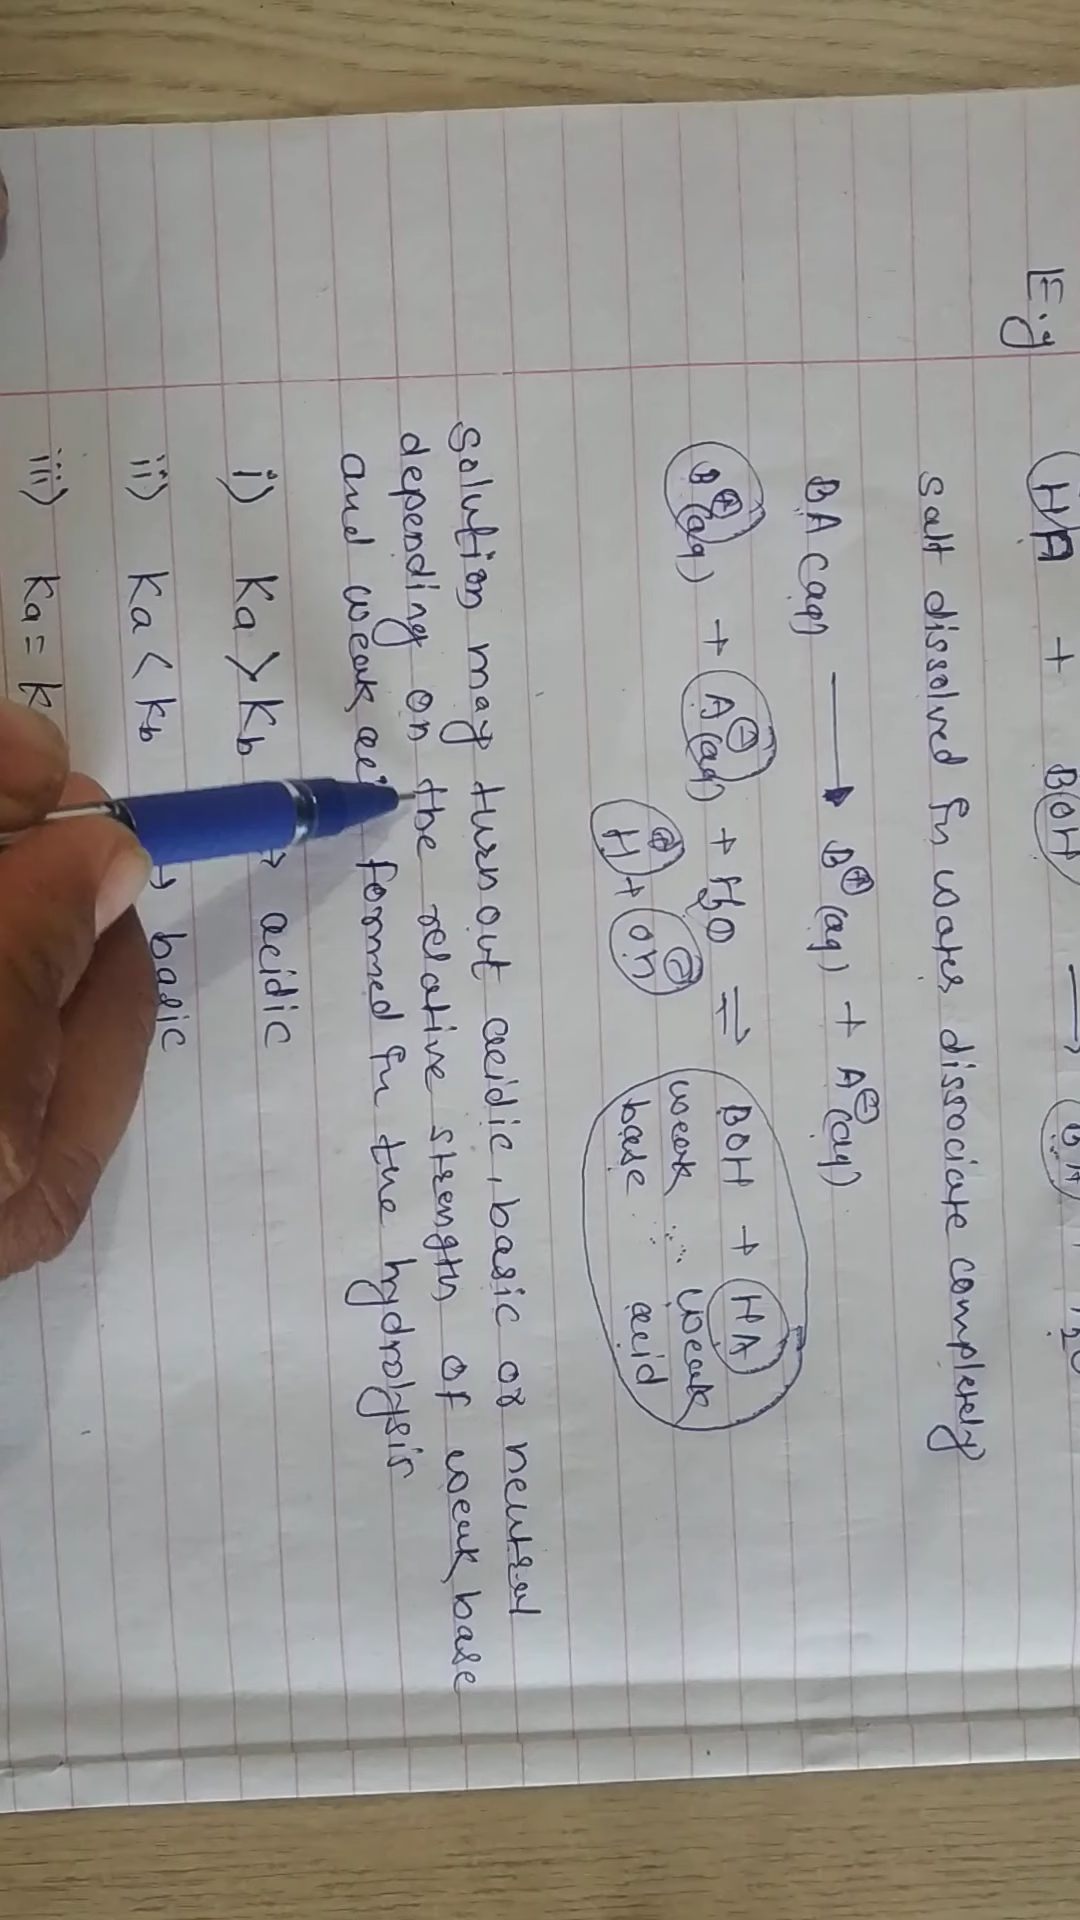 E.g HA + BOH ⟶ BA + H₂O
Salt dissolved in water, dissociate completely
BA (aq) ⟶ B⊕ (aq) + A⊖ (aq)
B⊕ (aq) + A⊖ (aq) + H₂O ⇌ BOH + HA
H⊕ + OH⊖ weak weak
base acid
Solution may turn out acidic, basic or neutral
depending on the relative strength of weak base
and weak formed in the hydrolysis
i) Ka > Kb → acidic
ii) Ka < Kb → basic
iii) Ka = K